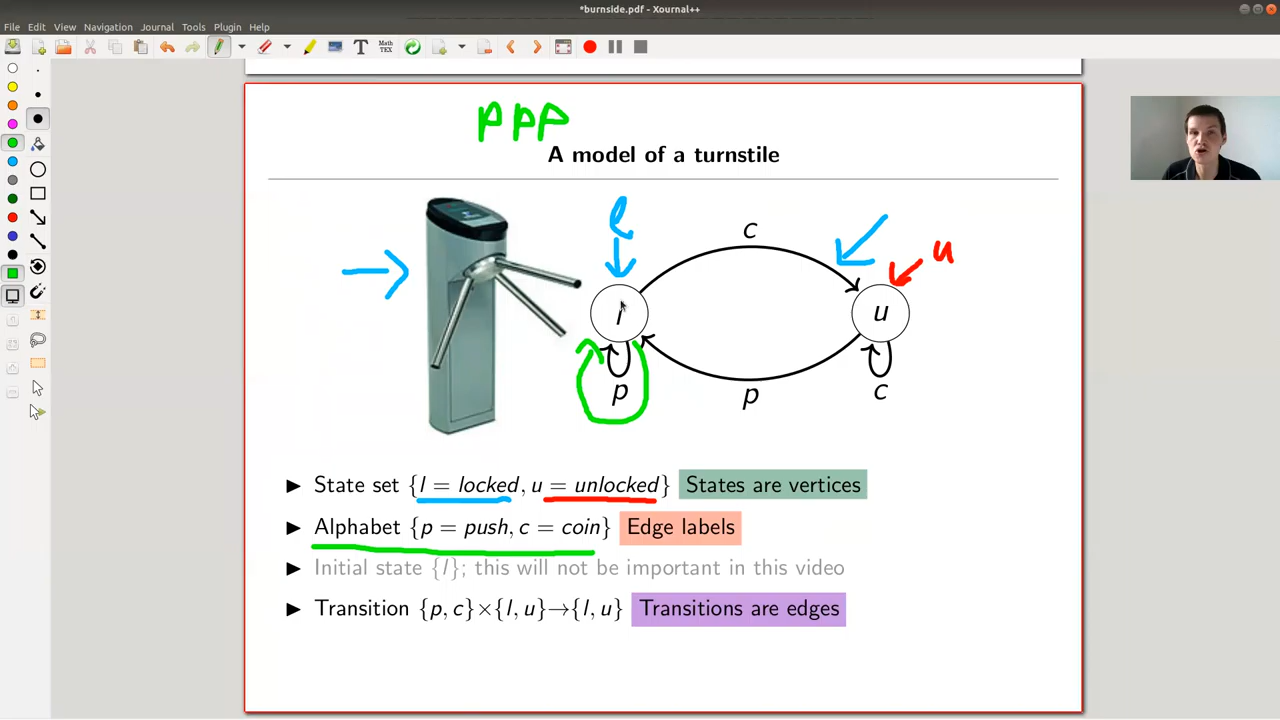 *burnside.pdf - Xournal++
File Edit View Navigation Journal Tools Plugin Help
T Math TEX
ppp
A model of a turnstile
l
c
u
l
u
p
p
c
▶ State set {l = locked, u = unlocked} States are vertices
▶ Alphabet {p = push, c = coin} Edge labels
▶ Initial state {l}; this will not be important in this video
▶ Transition {p, c}×{l, u}→{l, u} Transitions are edges